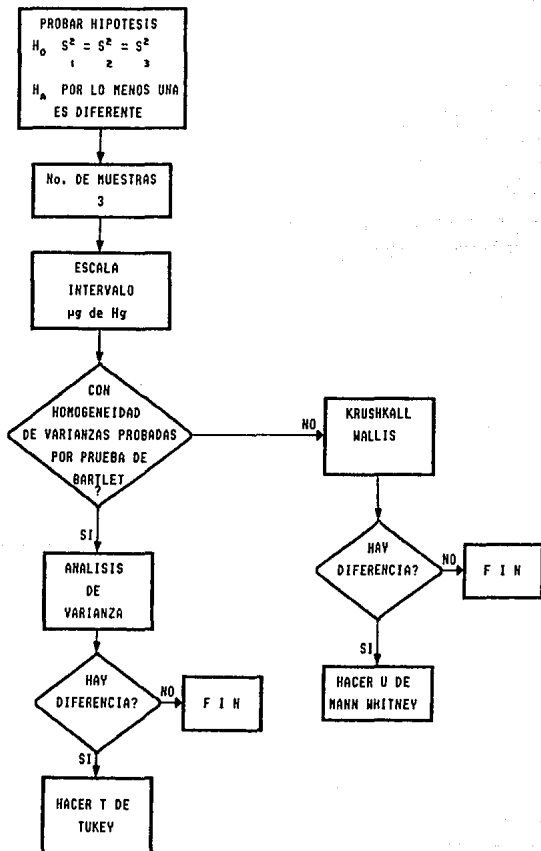 PROBAR HIPOTESIS
H₀ S² = S² = S²
1 2 3
Hₐ POR LO MENOS UNA
ES DIFERENTE
No. DE MUESTRAS
3
ESCALA
INTERVALO
µg de Hg
CON
HOMOGENEIDAD
DE VARIANZAS PROBADAS
POR PRUEBA DE
BARTLET
?
NO
KRUSHKALL
WALLIS
SI
ANALISIS
DE
VARIANZA
HAY
DIFERENCIA?
NO
F I N
SI
HACER U DE
MANN WHITNEY
HAY
DIFERENCIA?
NO
F I N
SI
HACER T DE
TUKEY